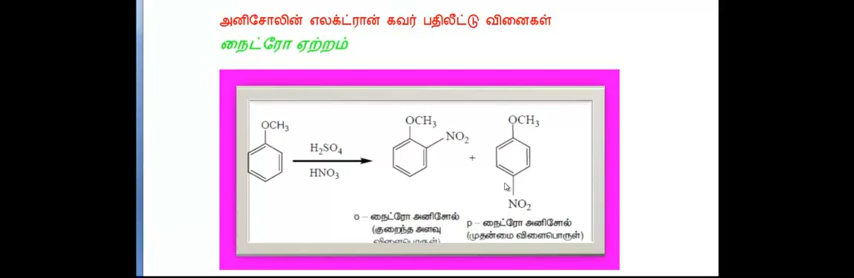 அனிசோலின் எலக்ட்ரான் கவர் பதிலீட்டு வினைகள்
நைட்ரோ ஏற்றம்
OCH3
H2SO4
HNO3
OCH3
NO2
+
OCH3
NO2
o – நைட்ரோ அனிசோல்
(குறைந்த அளவு
விளைபொருள்)
p – நைட்ரோ அனிசோல்
(முதன்மை விளைபொருள்)